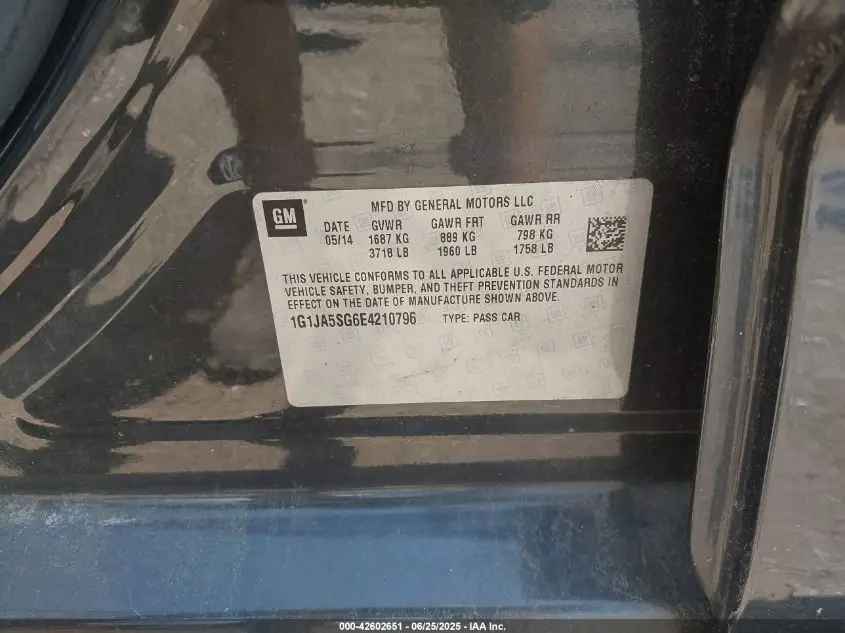 GM
MFD BY GENERAL MOTORS LLC
DATE GVWR GAWR FRT GAWR RR
05/14 1687 KG 889 KG 798 KG
3718 LB 1960 LB 1758 LB
THIS VEHICLE CONFORMS TO ALL APPLICABLE U.S. FEDERAL MOTOR
VEHICLE SAFETY, BUMPER, AND THEFT PREVENTION STANDARDS IN
EFFECT ON THE DATE OF MANUFACTURE SHOWN ABOVE.
1G1JA5SG6E4210796 TYPE: PASS CAR
000-42602651 - 06/25/2025 - IAA Inc.